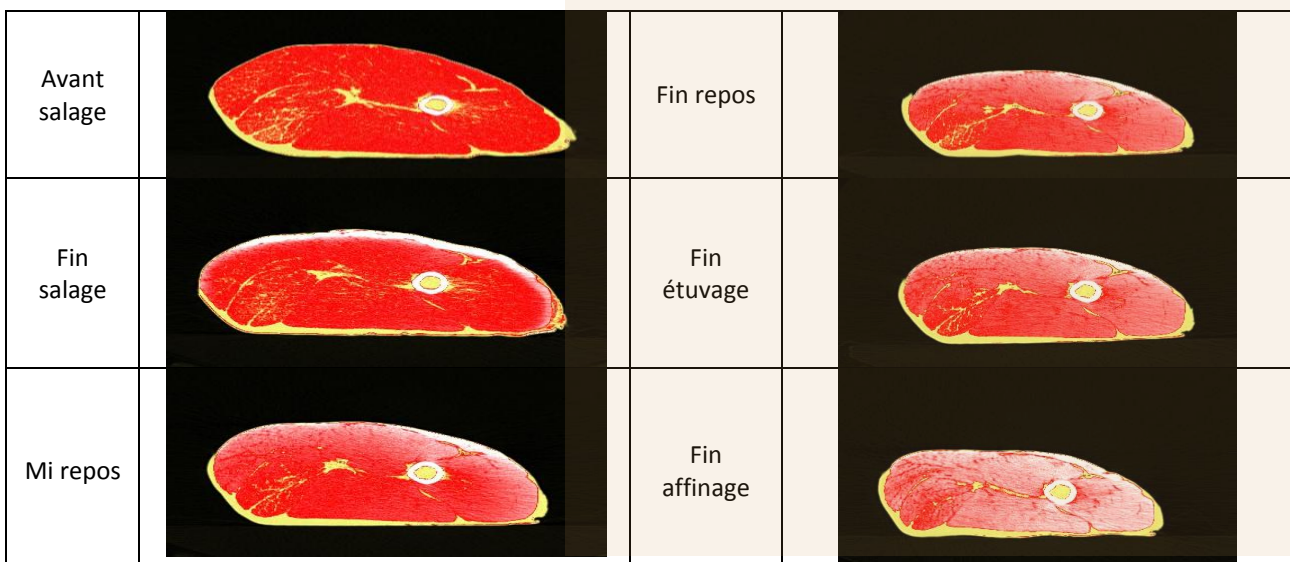 Avant
salage
Fin repos
Fin
salage
Fin
étuvage
Mi repos
Fin
affinage